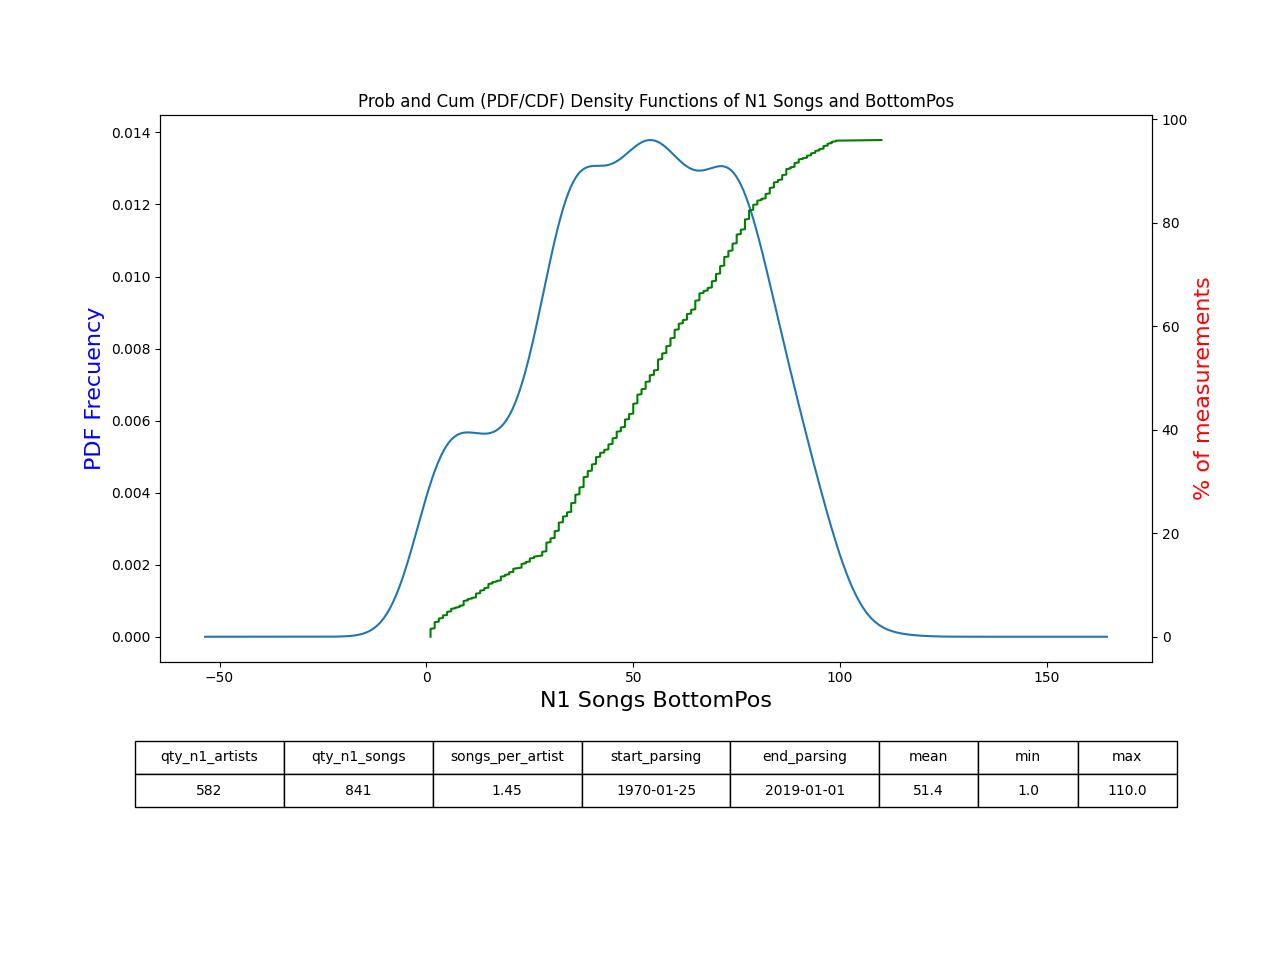 Prob and Cum (PDF/CDF) Density Functions of N1 Songs and BottomPos
0.014
0.012
0.010
0.008
0.006
0.004
0.002
0.000
PDF Frecuency
100
80
60
40
20
0
% of measurements
−50 0 50 100 150
N1 Songs BottomPos
qty_n1_artists qty_n1_songs songs_per_artist start_parsing end_parsing mean min max
582 841 1.45 1970-01-25 2019-01-01 51.4 1.0 110.0